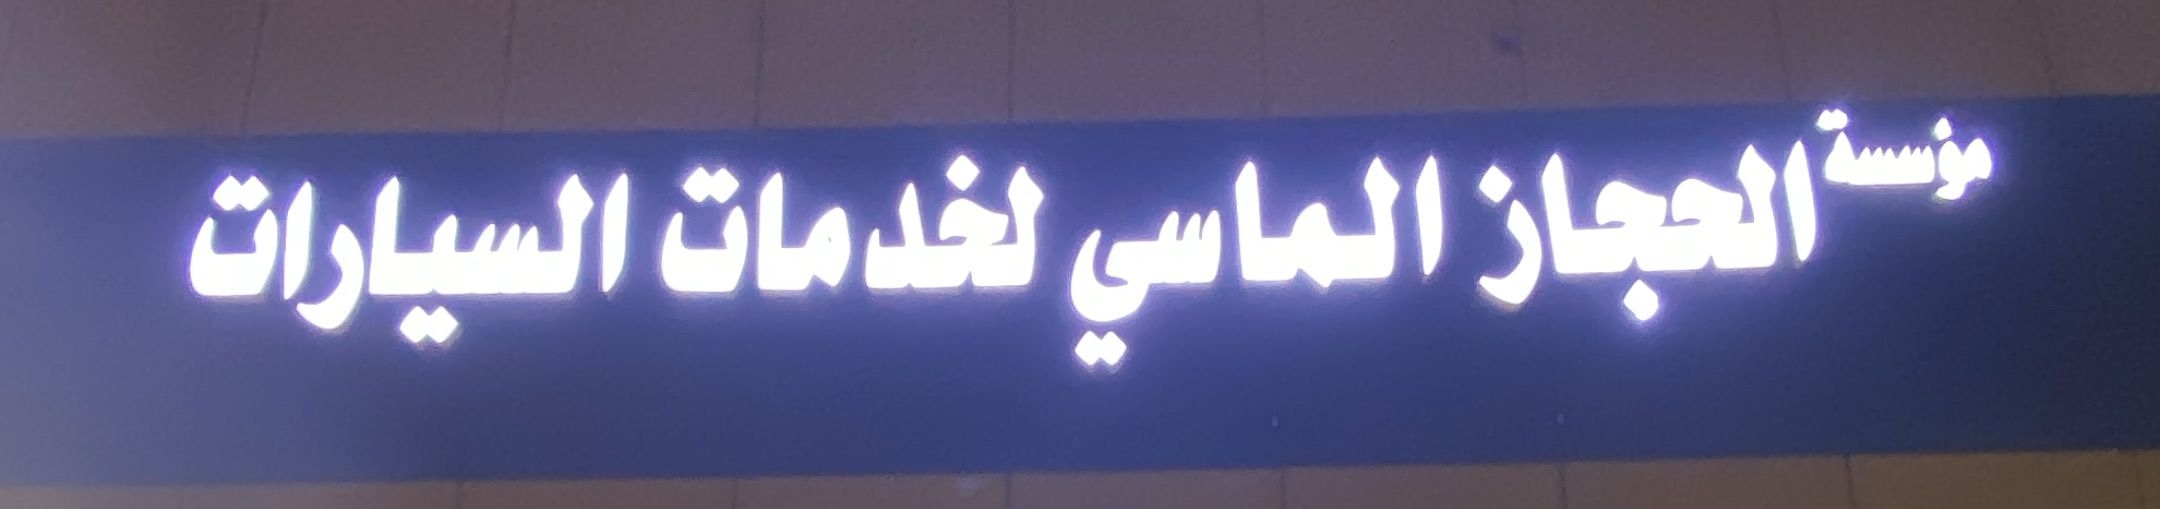 مؤسسة الحجاز الماسي لخدمات السيارات